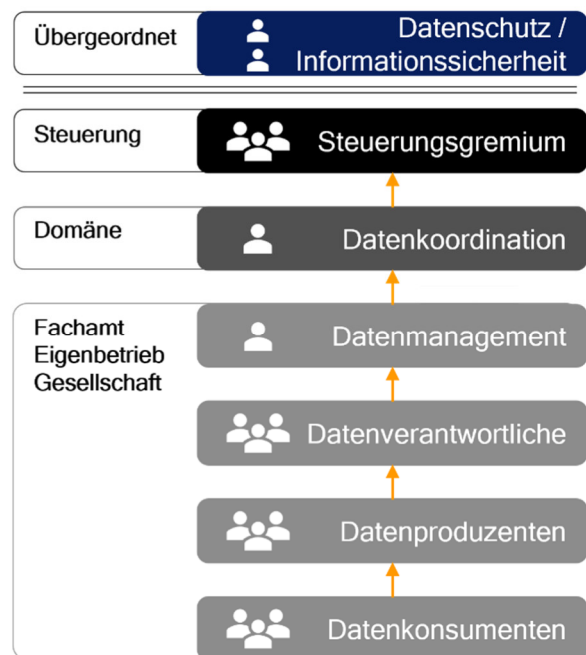 Übergeordnet
Datenschutz /
Informationssicherheit
Steuerung
Steuerungsgremium
Domäne
Datenkoordination
Fachamt
Eigenbetrieb
Gesellschaft
Datenmanagement
Datenverantwortliche
Datenproduzenten
Datenkonsumenten